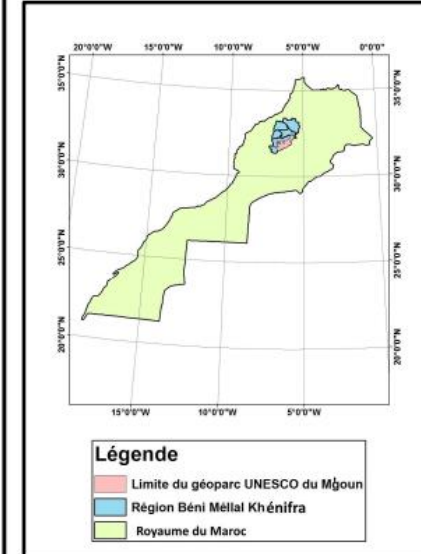 20°0'0"W 15°0'0"W 10°0'0"W 5°0'0"W 0°0'0"
35°0'0"N 35°0'0"N
30°0'0"N 30°0'0"N
25°0'0"N 25°0'0"N
20°0'0"N 20°0'0"N
15°0'0"W 10°0'0"W 5°0'0"W
Légende
Limite du géoparc UNESCO du M'goun
Région Béni Méllal Khénifra
Royaume du Maroc